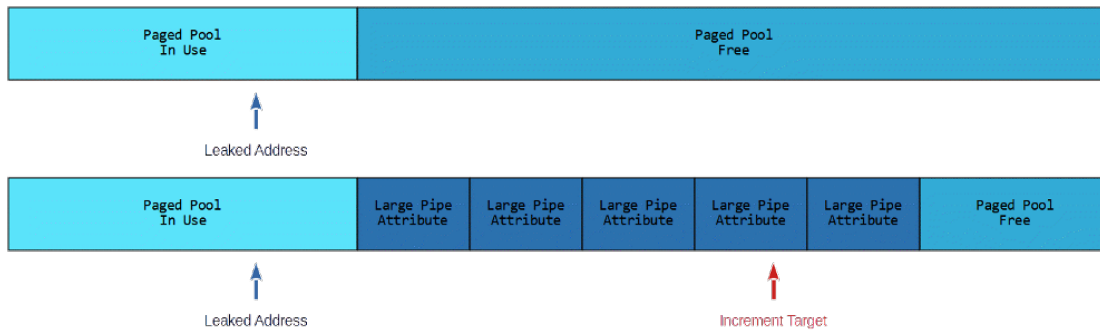 Paged Pool
In Use
Paged Pool
Free
Leaked Address
Paged Pool
In Use
Large Pipe
Attribute
Large Pipe
Attribute
Large Pipe
Attribute
Large Pipe
Attribute
Large Pipe
Attribute
Paged Pool
Free
Leaked Address
Increment Target